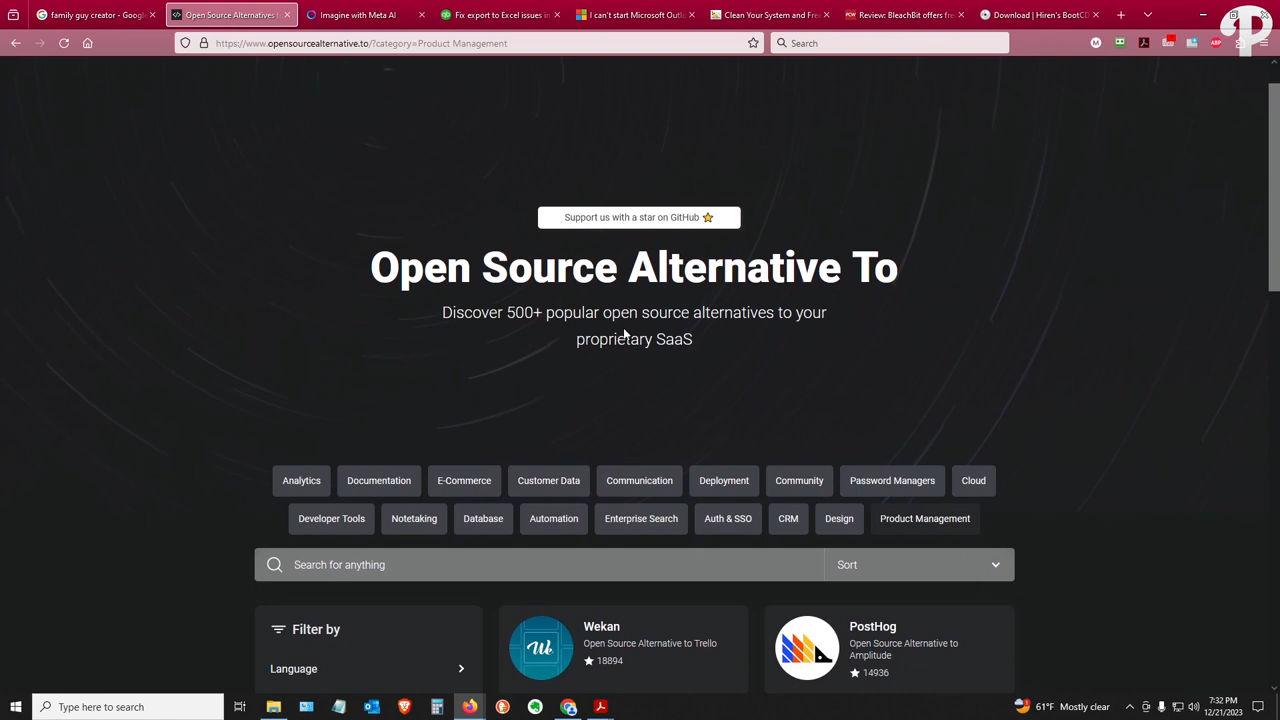 family guy creator - Google
Open Source Alternatives
Imagine with Meta AI
Fix export to Excel issues in
I can't start Microsoft Outlo
Clean Your System and Free
Review: BleachBit offers free
Download | Hiren's BootCD
https://www.opensourcealternative.to/?category=Product Management
Search
Support us with a star on GitHub
Open Source Alternative To
Discover 500+ popular open source alternatives to your
proprietary SaaS
Analytics
Documentation
E-Commerce
Customer Data
Communication
Deployment
Community
Password Managers
Cloud
Developer Tools
Notetaking
Database
Automation
Enterprise Search
Auth & SSO
CRM
Design
Product Management
Search for anything
Sort
Filter by
Language
Wekan
Open Source Alternative to Trello
18894
PostHog
Open Source Alternative to
Amplitude
14936
Type here to search
61°F Mostly clear
7:32 PM
12/21/2023